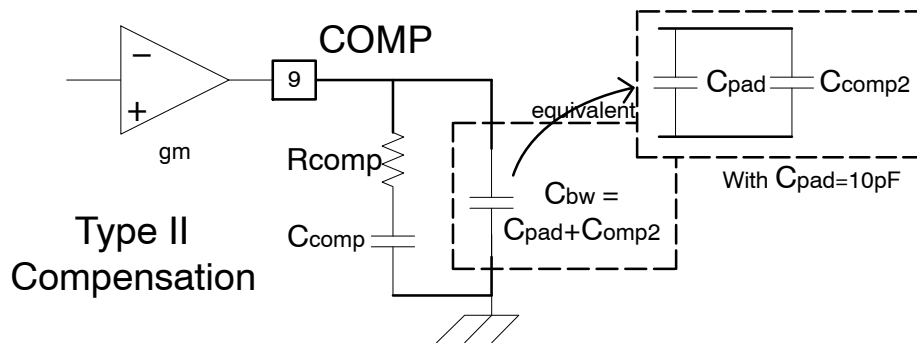 COMP
−
+
9
gm
Rcomp
Ccomp
equivalent
Cbw =
Cpad+Comp2
Cpad
Ccomp2
With Cpad=10pF
Type II
Compensation